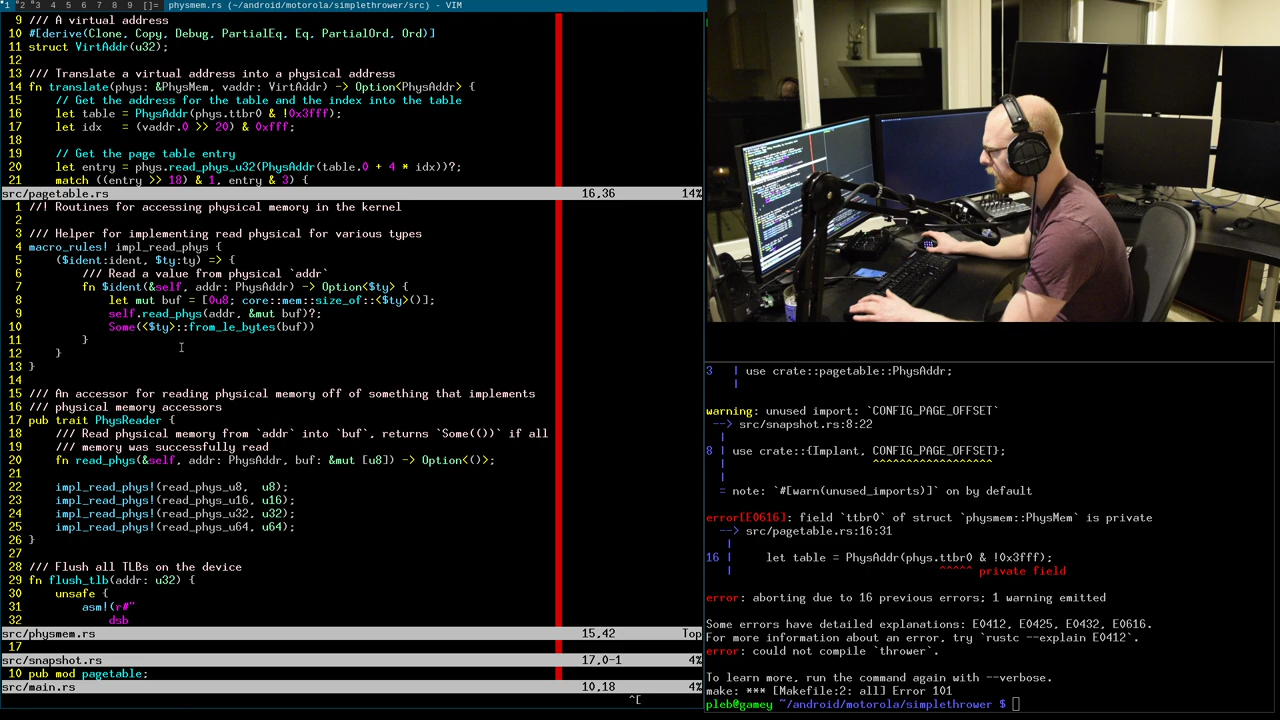 1 2 3 4 5 6 7 8 9 []= physmem.rs (~/android/motorola/simplethrower/src) - VIM
9 /// A virtual address
10 #[derive(Clone, Copy, Debug, PartialEq, Eq, PartialOrd, Ord)]
11 struct VirtAddr(u32);
12
13 /// Translate a virtual address into a physical address
14 fn translate(phys: &PhysMem, vaddr: VirtAddr) -> Option<PhysAddr> {
15     // Get the address for the table and the index into the table
16     let table = PhysAddr(phys.ttbr0 & !0x3fff);
17     let idx   = (vaddr.0 >> 20) & 0xfff;
18
19     // Get the page table entry
20     let entry = phys.read_phys_u32(PhysAddr(table.0 + 4 * idx))?;
21     match ((entry >> 18) & 1, entry & 3) {
src/pagetable.rs 16,36 14%
1 //! Routines for accessing physical memory in the kernel
2
3 /// Helper for implementing read physical for various types
4 macro_rules! impl_read_phys {
5     ($ident:ident, $ty:ty) => {
6         /// Read a value from physical `addr`
7         fn $ident(&self, addr: PhysAddr) -> Option<$ty> {
8             let mut buf = [0u8; core::mem::size_of::<$ty>()];
9             self.read_phys(addr, &mut buf)?;
10             Some(<$ty>::from_le_bytes(buf))
11         }
12     }
13 }
14
15 /// An accessor for reading physical memory off of something that implements
16 /// physical memory accessors
17 pub trait PhysReader {
18     /// Read physical memory from `addr` into `buf`, returns `Some(())` if all
19     /// memory was successfully read
20     fn read_phys(&self, addr: PhysAddr, buf: &mut [u8]) -> Option<()>;
21
22     impl_read_phys!(read_phys_u8,  u8);
23     impl_read_phys!(read_phys_u16, u16);
24     impl_read_phys!(read_phys_u32, u32);
25     impl_read_phys!(read_phys_u64, u64);
26 }
27
28 /// Flush all TLBs on the device
29 fn flush_tlb(addr: u32) {
30     unsafe {
31         asm!(r#"
32             dsb
src/physmem.rs 15,42 Top
17
src/snapshot.rs 17,0-1 4%
10 pub mod pagetable;
src/main.rs 10,18 4%
^[
3   | use crate::pagetable::PhysAddr;
|
warning: unused import: `CONFIG_PAGE_OFFSET`
--> src/snapshot.rs:8:22
|
8 | use crate::{Implant, CONFIG_PAGE_OFFSET};
| ^^^^^^^^^^^^^^^^^^
|
= note: `#[warn(unused_imports)]` on by default
error[E0616]: field `ttbr0` of struct `physmem::PhysMem` is private
--> src/pagetable.rs:16:31
|
16 |     let table = PhysAddr(phys.ttbr0 & !0x3fff);
| ^^^^^ private field
error: aborting due to 16 previous errors; 1 warning emitted
Some errors have detailed explanations: E0412, E0425, E0432, E0616.
For more information about an error, try `rustc --explain E0412`.
error: could not compile `thrower`.
To learn more, run the command again with --verbose.
make: *** [Makefile:2: all] Error 101
pleb@gamey ~/android/motorola/simplethrower $